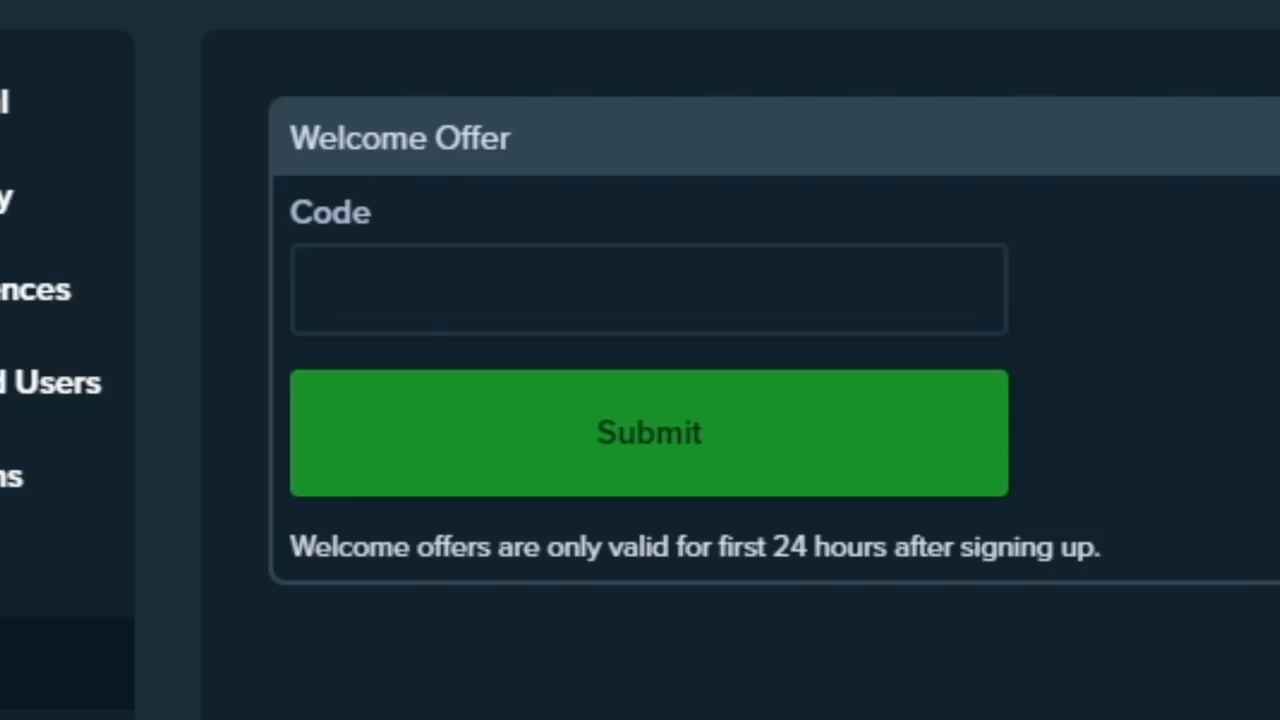 l
y
ences
d Users
ns
Welcome Offer
Code
Submit
Welcome offers are only valid for first 24 hours after signing up.